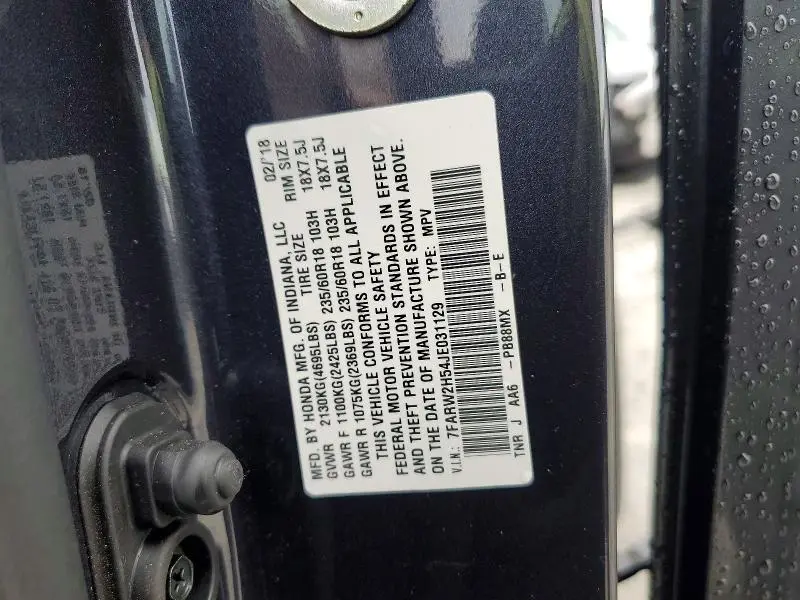 MFD. BY HONDA MFG. OF INDIANA, LLC 02/'18
GVWR 2130KG(4695LBS) TIRE SIZE RIM SIZE
GAWR F 1100KG(2425LBS) 235/60R18 103H 18X7.5J
GAWR R 1075KG(2369LBS) 235/60R18 103H 18X7.5J
THIS VEHICLE CONFORMS TO ALL APPLICABLE
FEDERAL MOTOR VEHICLE SAFETY
AND THEFT PREVENTION STANDARDS IN EFFECT
ON THE DATE OF MANUFACTURE SHOWN ABOVE.
V.I.N.: 7FARW2H54JE031129 TYPE: MPV
TNR J AA6 -PB88MX -B-E